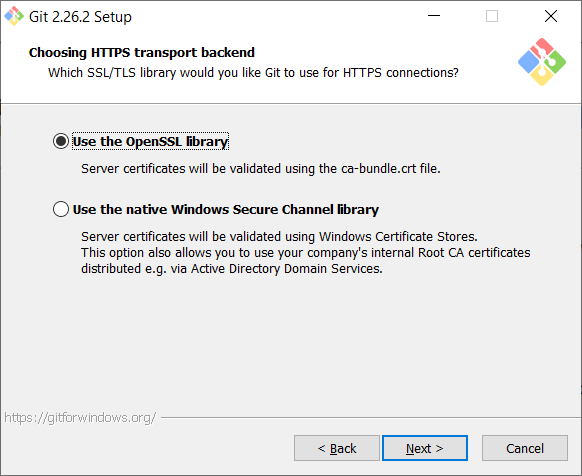 Git 2.26.2 Setup
Choosing HTTPS transport backend
Which SSL/TLS library would you like Git to use for HTTPS connections?
Use the OpenSSL library
Server certificates will be validated using the ca-bundle.crt file.
Use the native Windows Secure Channel library
Server certificates will be validated using Windows Certificate Stores.
This option also allows you to use your company's internal Root CA certificates
distributed e.g. via Active Directory Domain Services.
https://gitforwindows.org/
< Back
Next >
Cancel